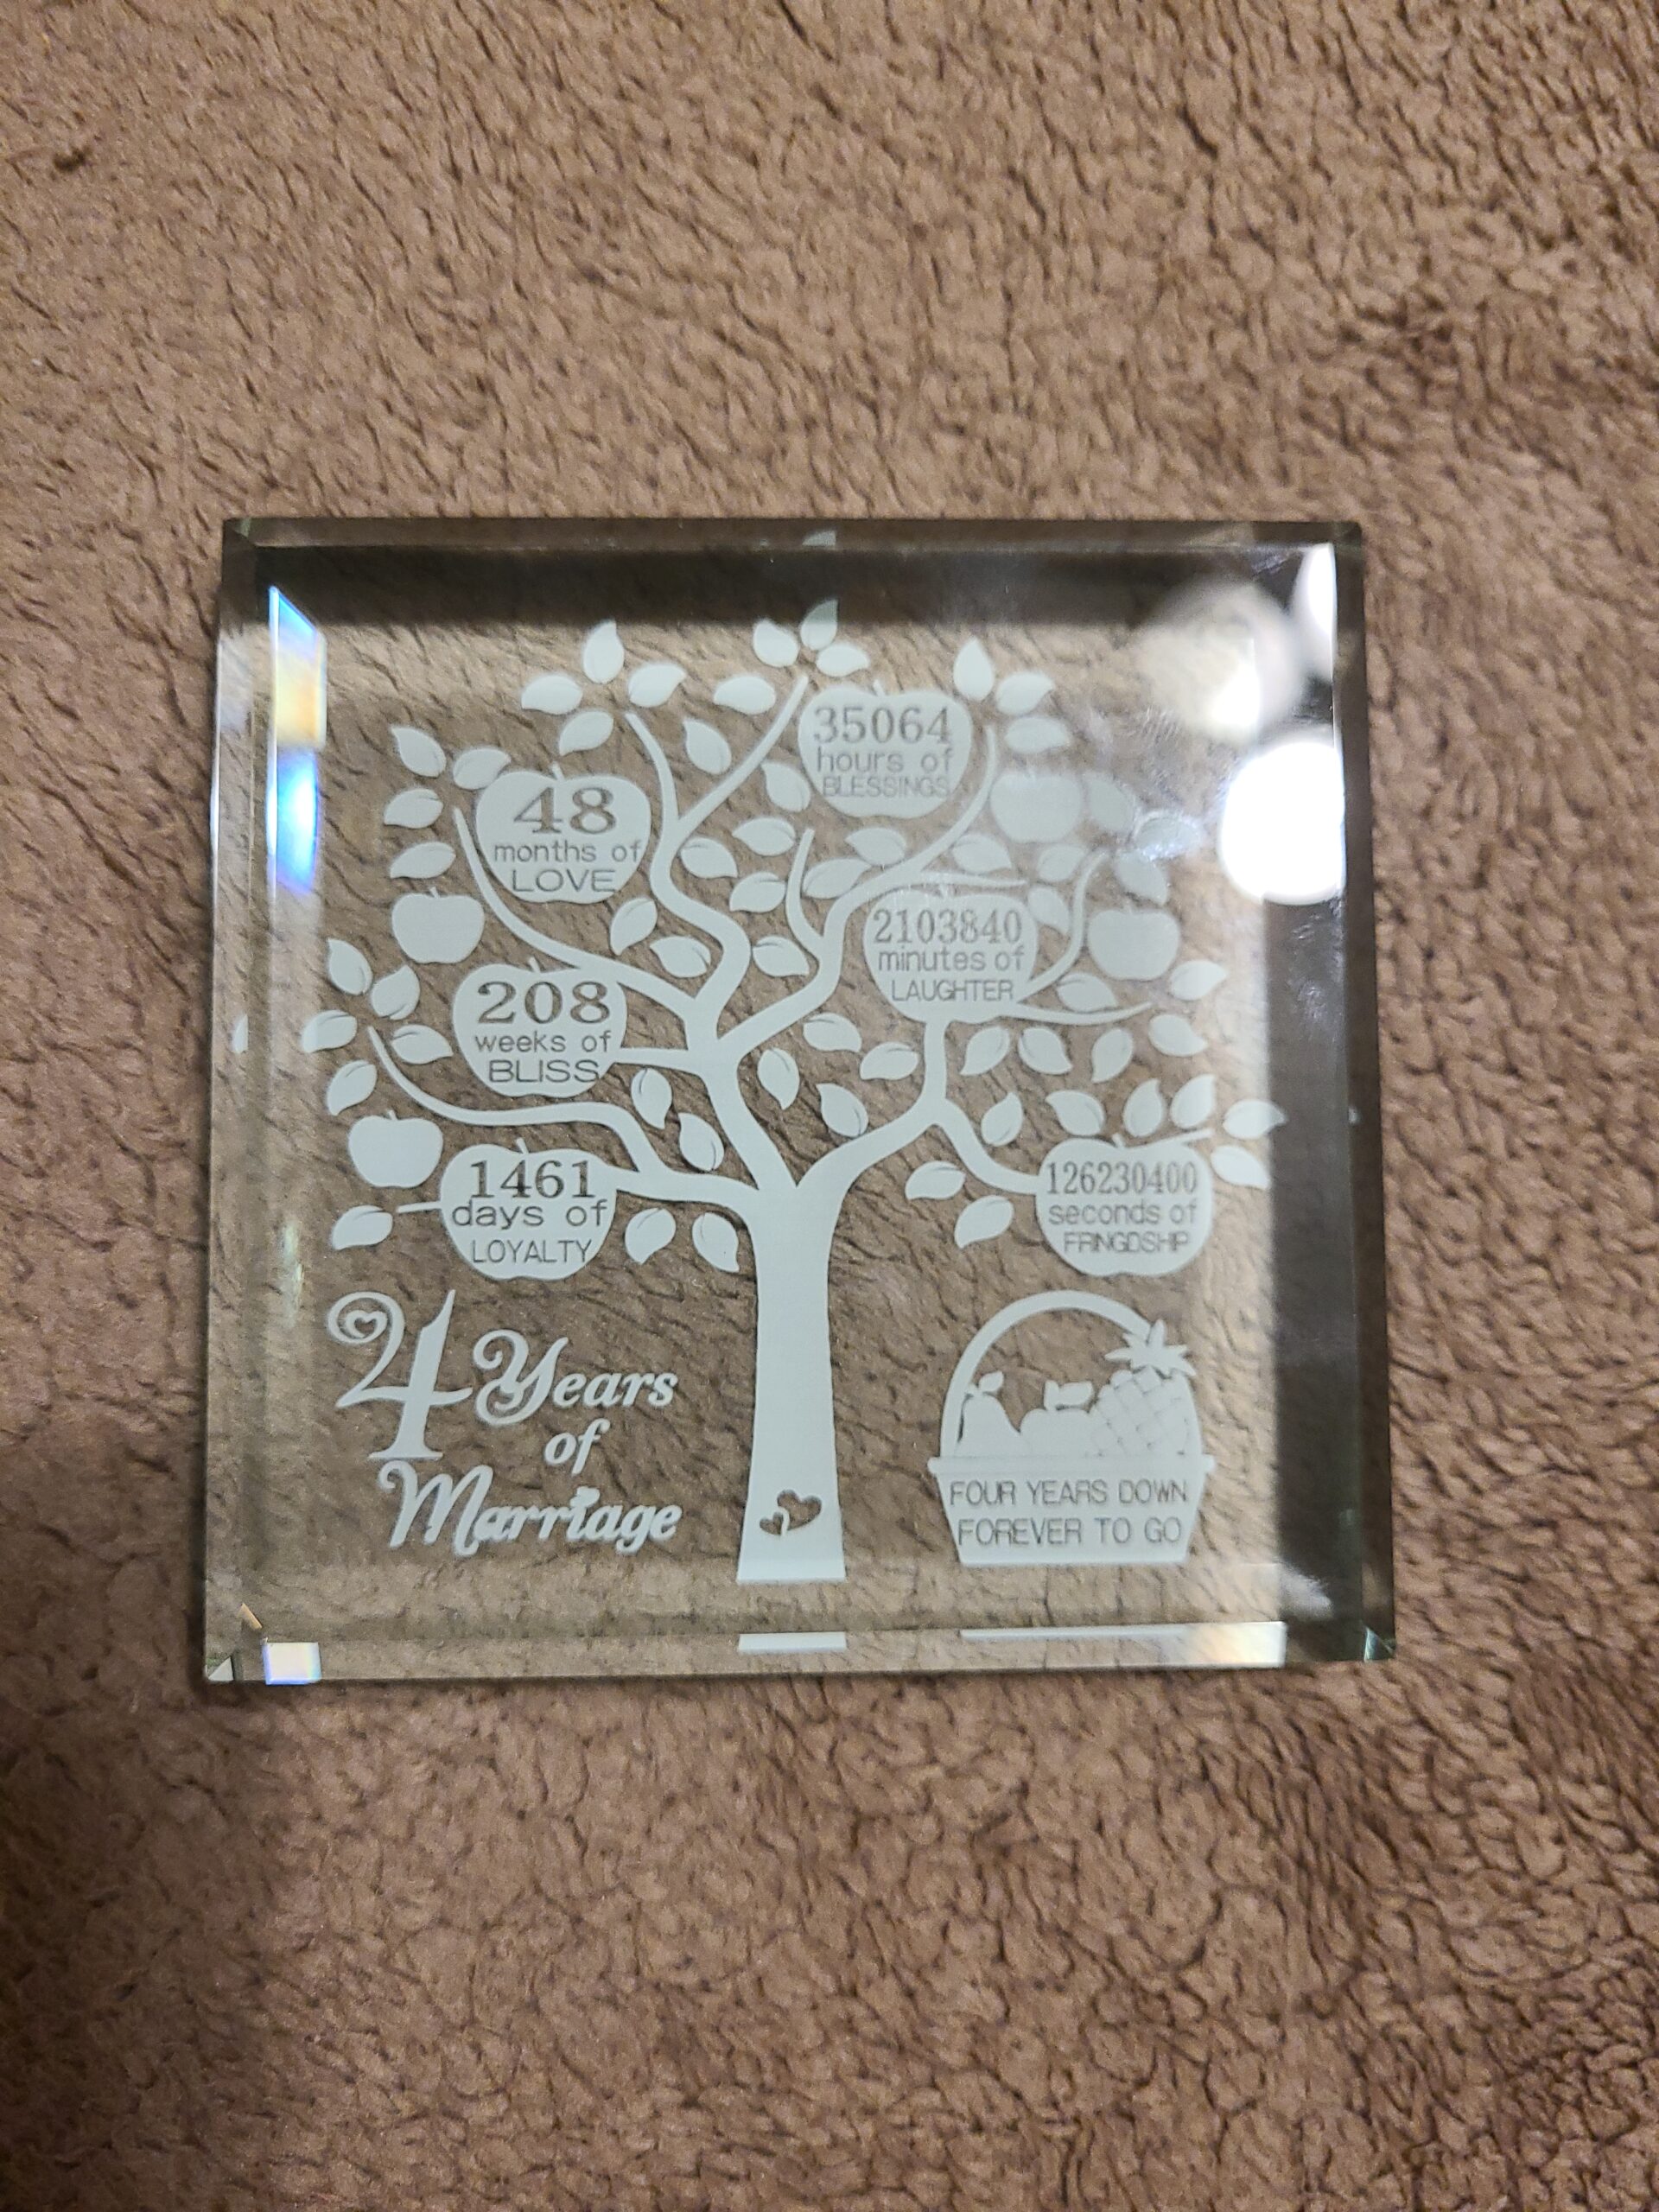 35064
hours of
BLESSINGS
48
months of
LOVE
2103840
minutes of
LAUGHTER
208
weeks of
BLISS
1461
days of
LOYALTY
126230400
seconds of
FRINGDSHIP
4 Years
of
Marriage
FOUR YEARS DOWN
FOREVER TO GO